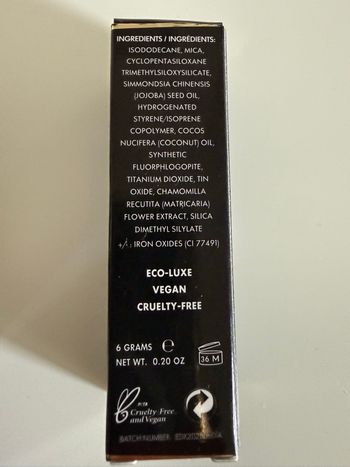 INGREDIENTS / INGRÉDIENTS:
ISODODECANE, MICA,
CYCLOPENTASILOXANE
TRIMETHYLSILOXYSILICATE,
SIMMONDSIA CHINENSIS
(JOJOBA) SEED OIL,
HYDROGENATED
STYRENE/ISOPRENE
COPOLYMER, COCOS
NUCIFERA (COCONUT) OIL,
SYNTHETIC
FLUORPHLOGOPITE,
TITANIUM DIOXIDE, TIN
OXIDE, CHAMOMILLA
RECUTITA (MATRICARIA)
FLOWER EXTRACT, SILICA
DIMETHYL SILYLATE
+/-: IRON OXIDES (CI 77491)
ECO-LUXE
VEGAN
CRUELTY-FREE
6 GRAMS ℮
NET WT. 0.20 OZ
36 M
PETA
Cruelty-Free
and Vegan
BATCH NUMBER: